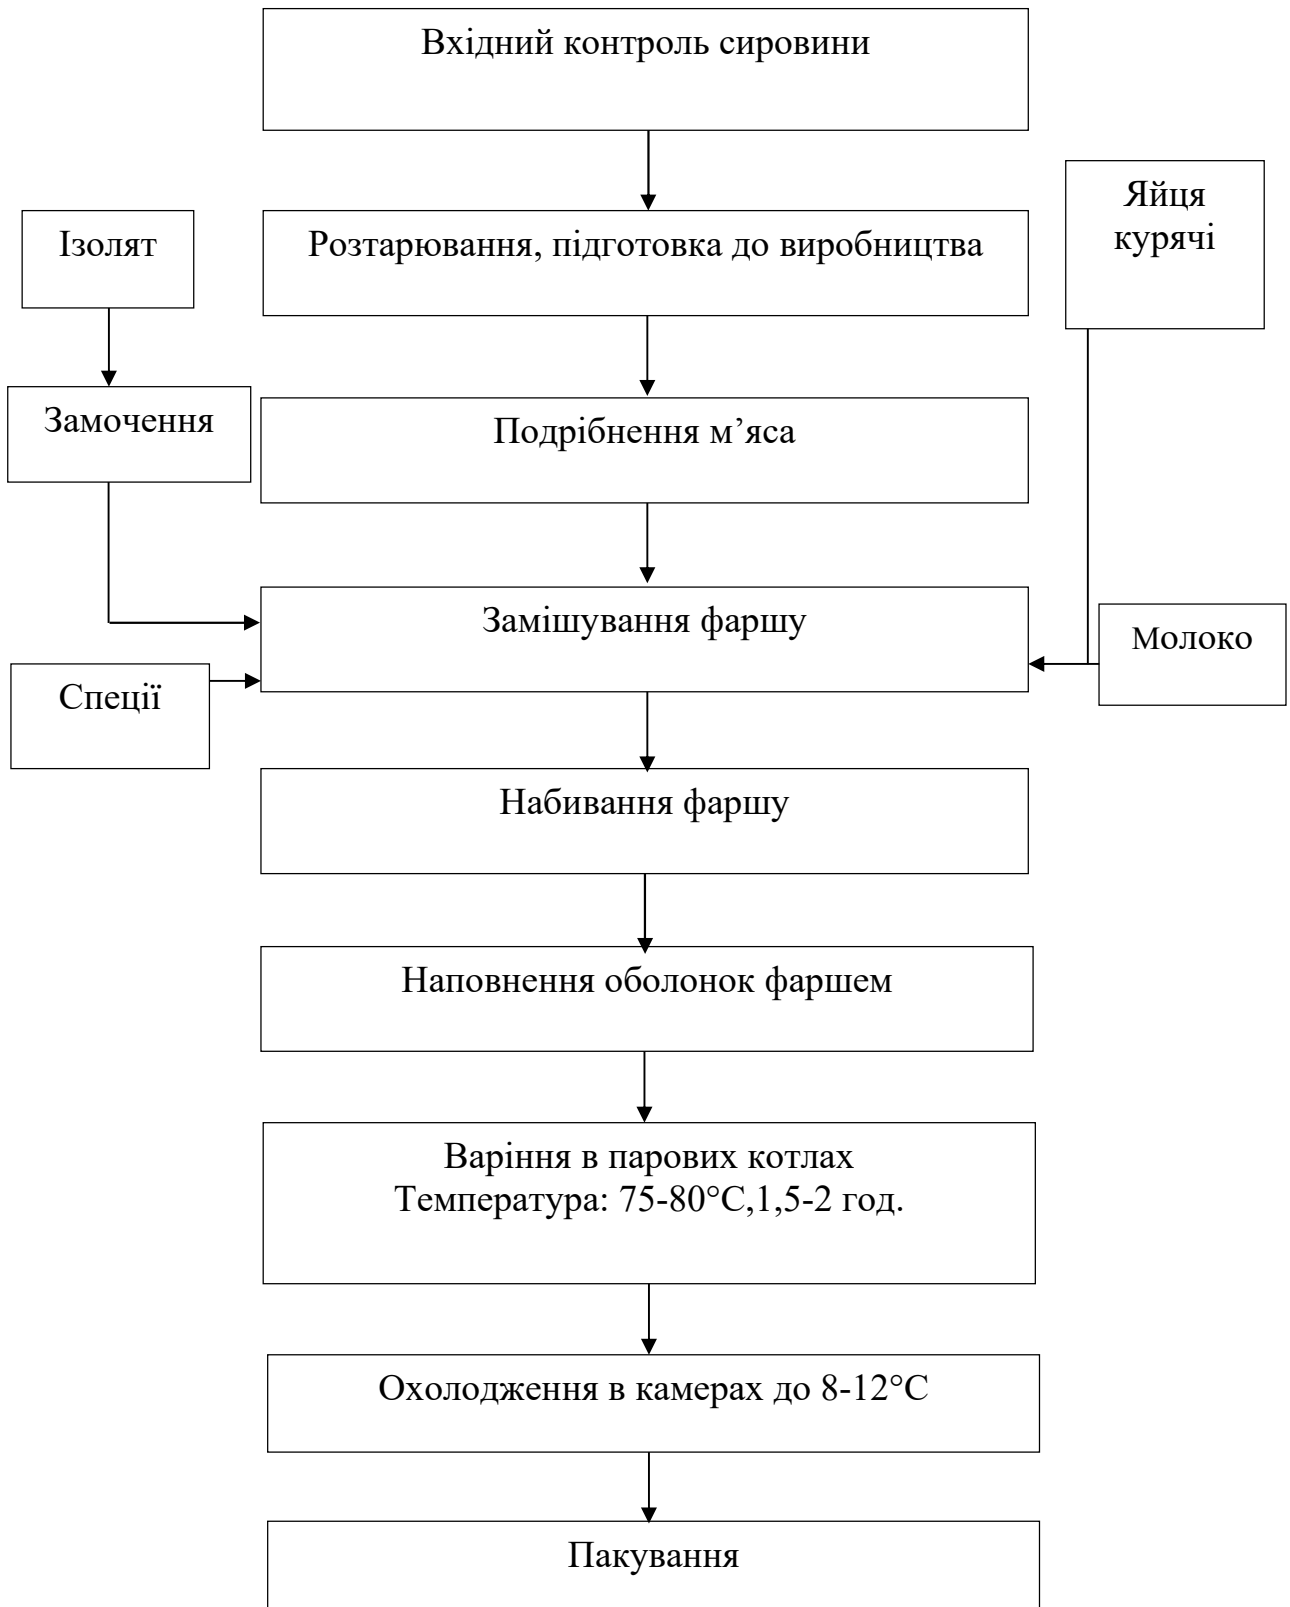 Вхідний контроль сировини
Яйця
курячі
Ізолят
Розтарювання, підготовка до виробництва
Замочення
Подрібнення м’яса
Замішування фаршу
Молоко
Спеції
Набивання фаршу
Наповнення оболонок фаршем
Варіння в парових котлах
Температура: 75-80°С,1,5-2 год.
Охолодження в камерах до 8-12°С
Пакування